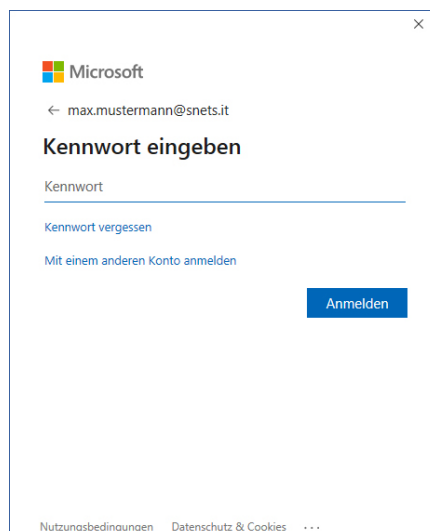 Microsoft
max.mustermann@snets.it
Kennwort eingeben
Kennwort
Kennwort vergessen
Mit einem anderen Konto anmelden
Anmelden
Nutzungsbedingungen Datenschutz & Cookies ...